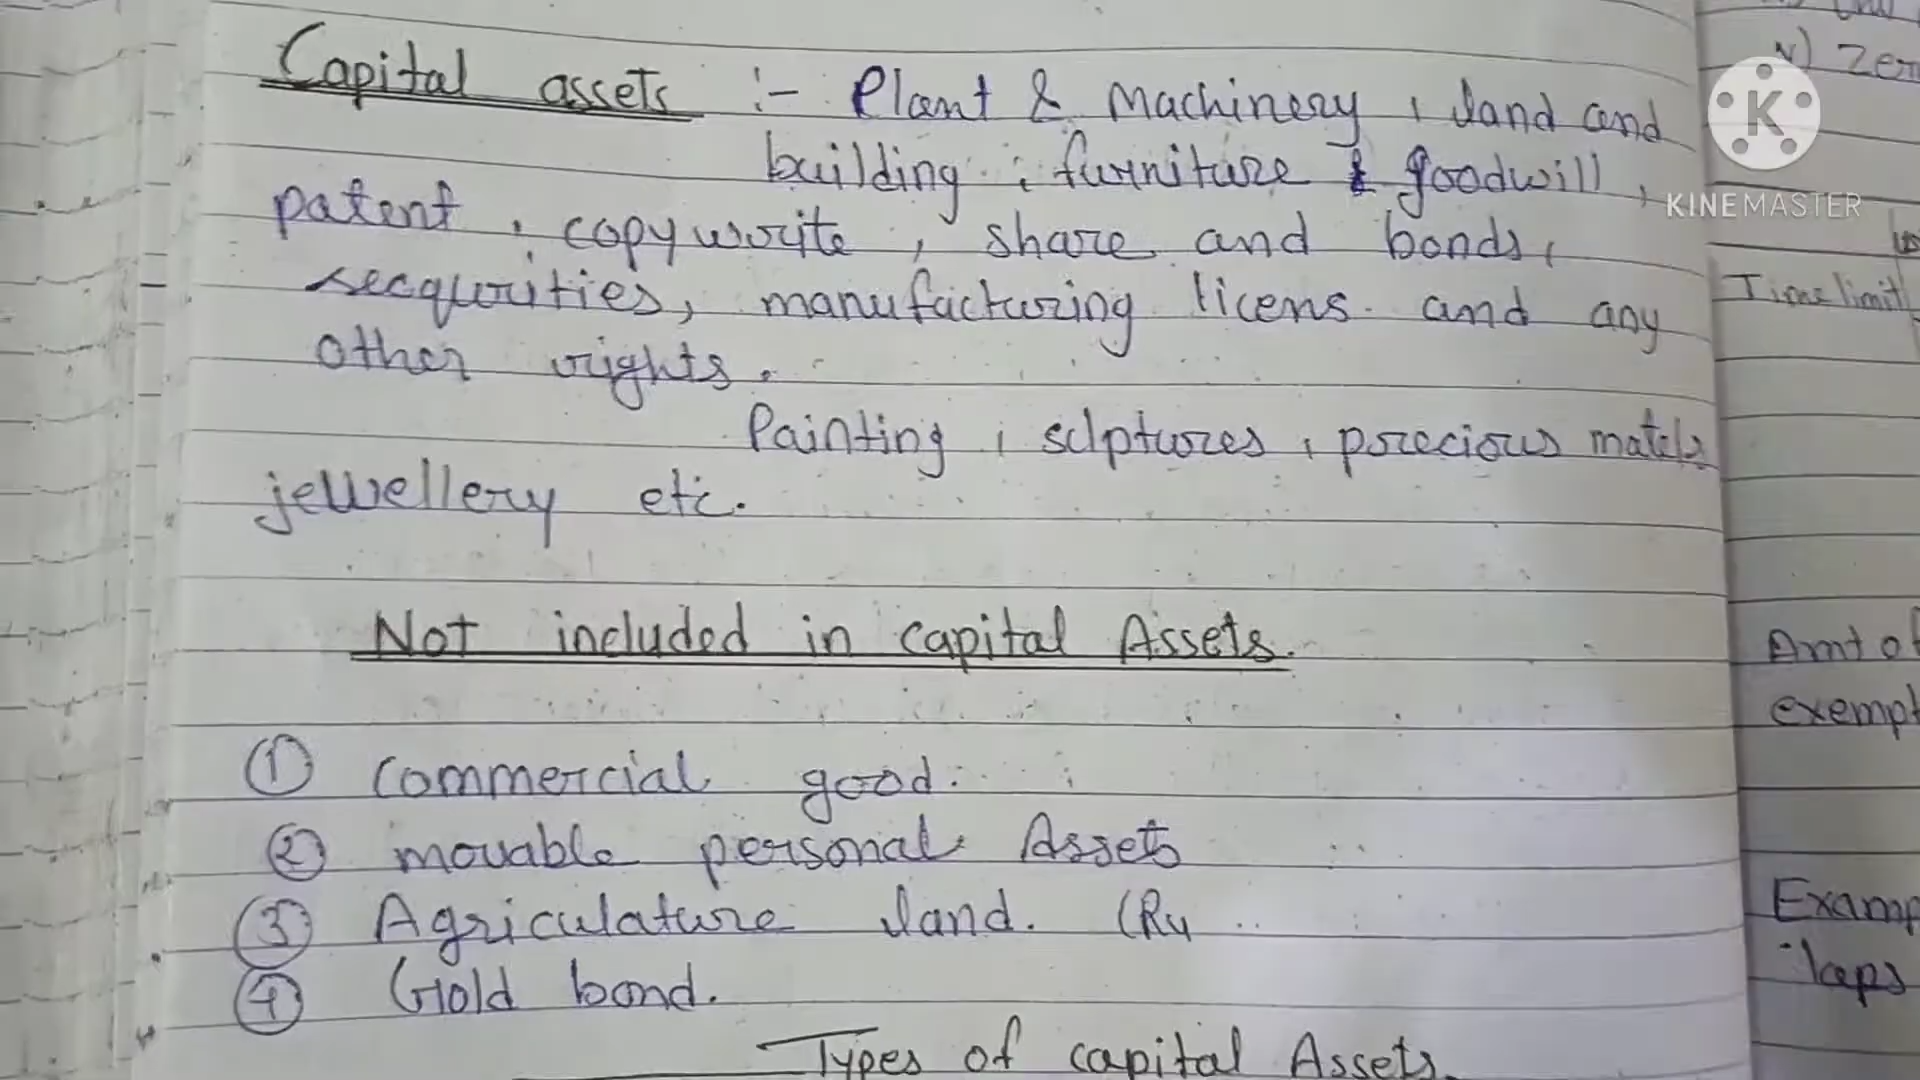 Capital assets :- Plant & Machinery, land and
building, furniture & goodwill,
patent, copywrite, share and bonds,
secqurities, manufacturing licens and any
other rights.
Painting, sclptures, precious matels
jewellery etc.
Not included in capital Assets.
① commercial good.
② movable personal Assets
③ Agriculature land. (Ru
④ Gold bond.
Types of capital Assets.
v) Zer
K
KINEMASTER
Time limit
Amt of
exempt
Examp
laps